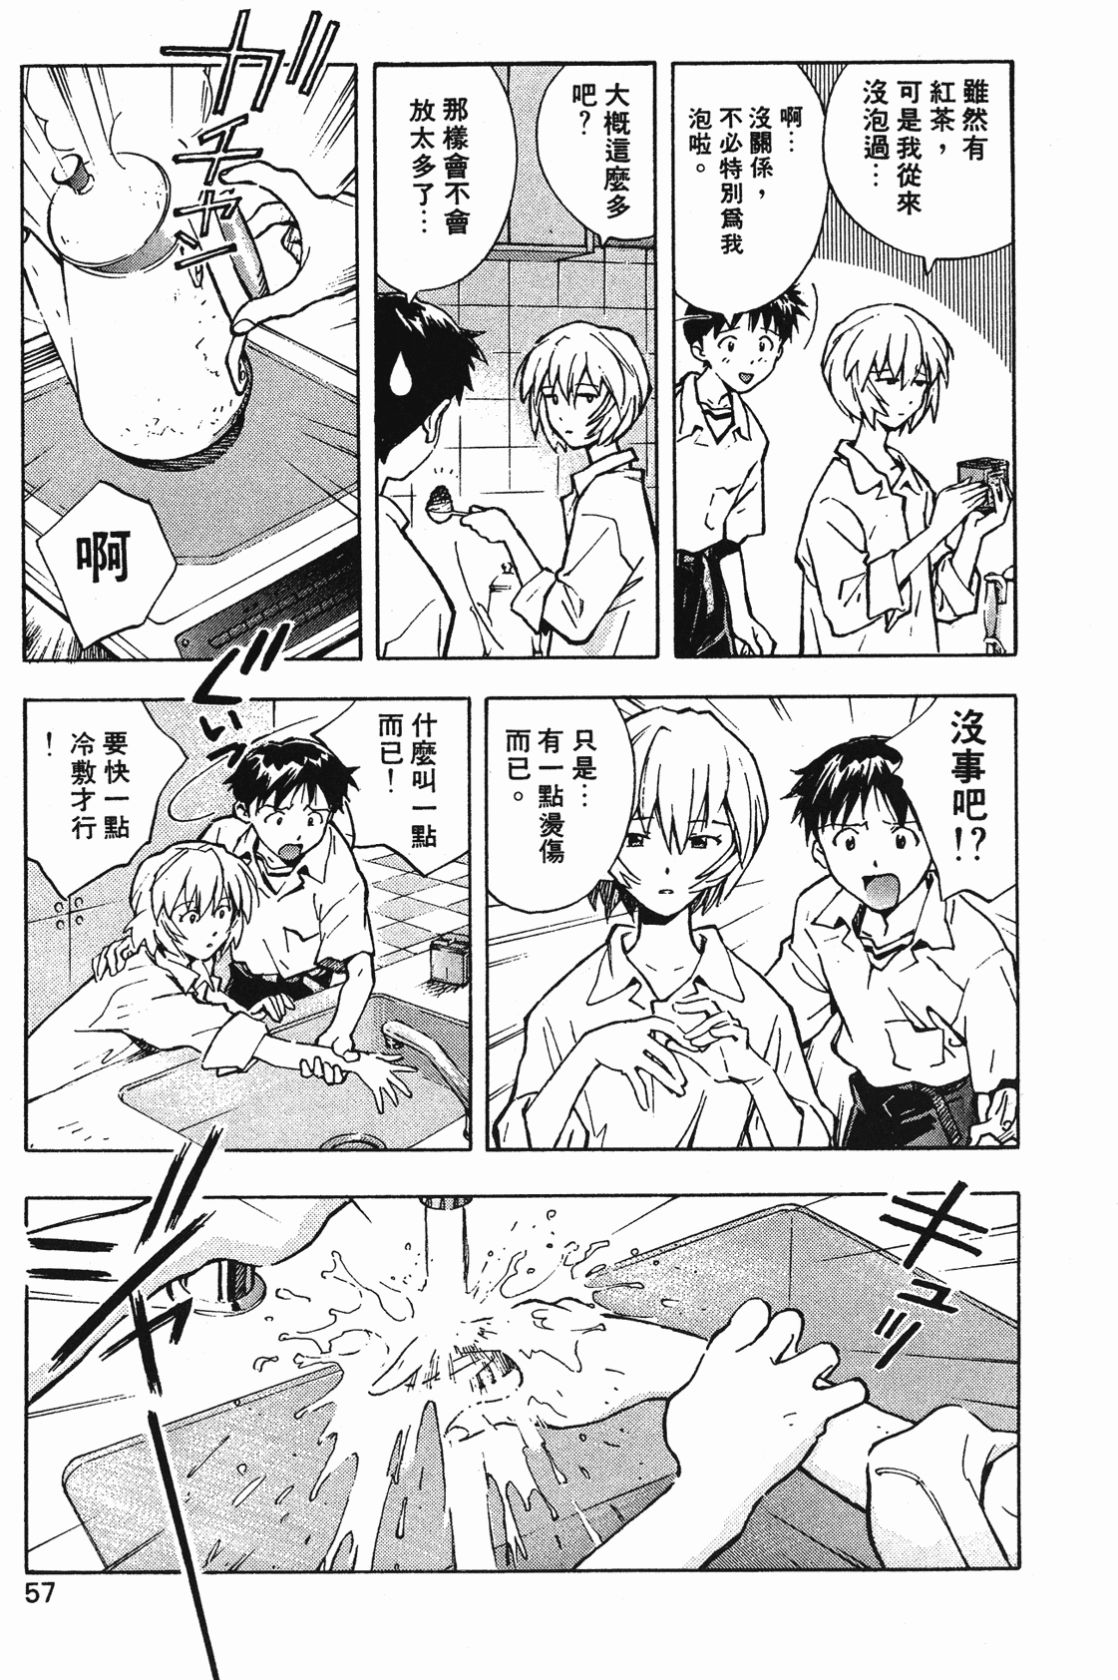 雖然有
紅茶，
可是我從來
沒泡過…
啊…
沒關係，
不必特別為我
泡啦。
大概這麼多
吧？
那樣會不會
放太多了…
ガ
チャーン
啊
沒事吧!?
只是…
有一點燙傷
而已。
什麼叫一點
而已！
要快一點
冷敷才行
！
ぐいっ
キュッ
57